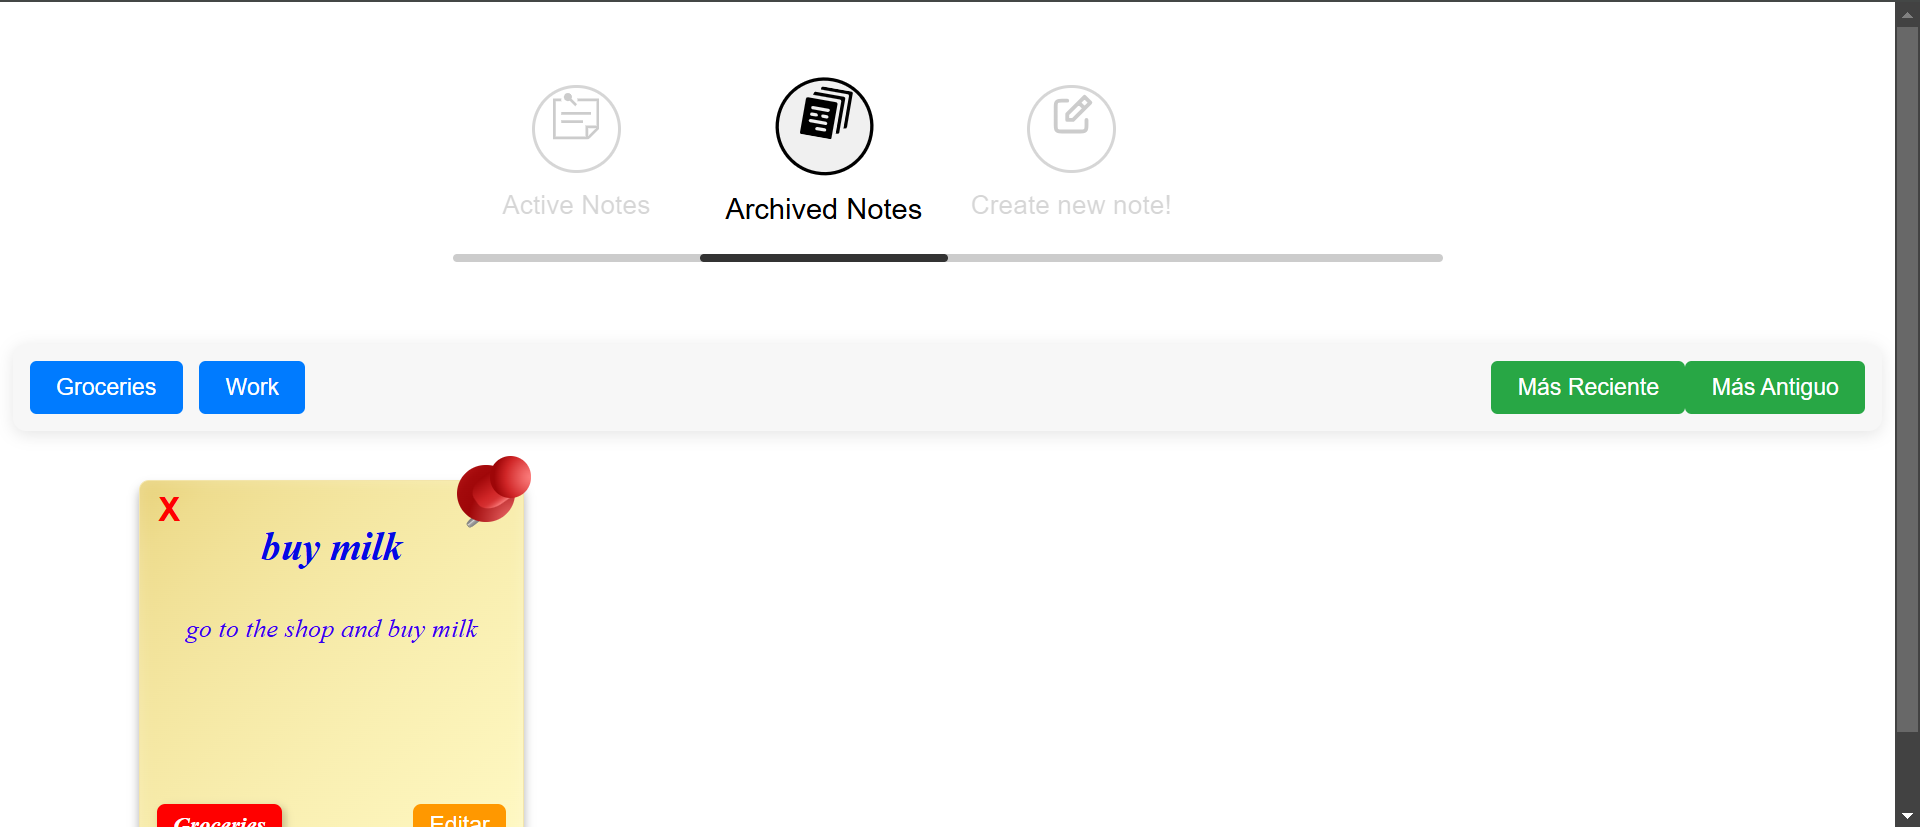 Active Notes
Archived Notes
Create new note!
Groceries
Work
Más Reciente
Más Antiguo
X
buy milk
go to the shop and buy milk
Groceries
Editar